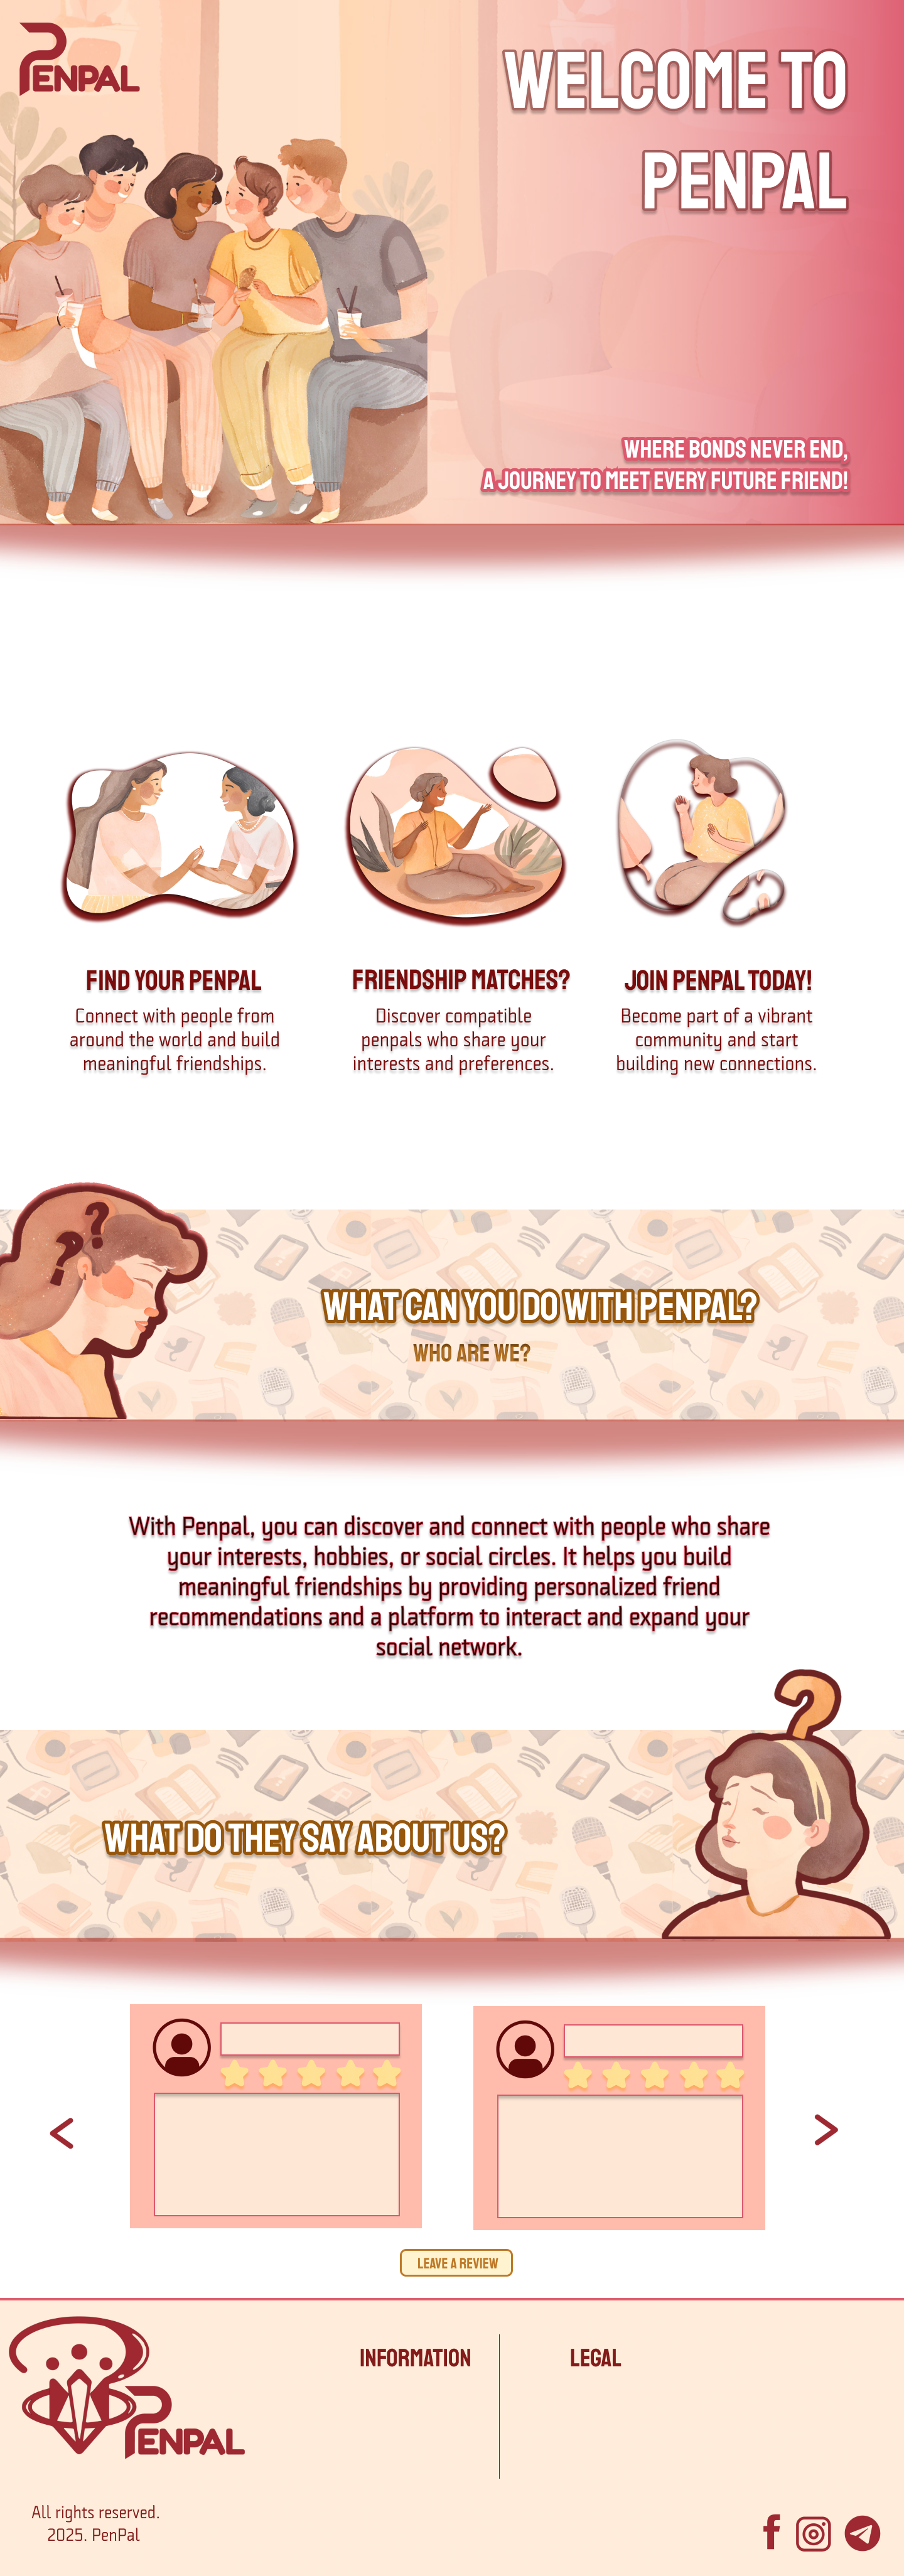 PENPAL
WELCOME TO
PENPAL
WHERE BONDS NEVER END,
A JOURNEY TO MEET EVERY FUTURE FRIEND!
FIND YOUR PENPAL
Connect with people from
around the world and build
meaningful friendships.
FRIENDSHIP MATCHES?
Discover compatible
penpals who share your
interests and preferences.
JOIN PENPAL TODAY!
Become part of a vibrant
community and start
building new connections.
? ?
WHAT CAN YOU DO WITH PENPAL?
WHO ARE WE?
With Penpal, you can discover and connect with people who share
your interests, hobbies, or social circles. It helps you build
meaningful friendships by providing personalized friend
recommendations and a platform to interact and expand your
social network.
?
WHAT DO THEY SAY ABOUT US?
LEAVE A REVIEW
PENPAL
INFORMATION
LEGAL
All rights reserved.
2025. PenPal